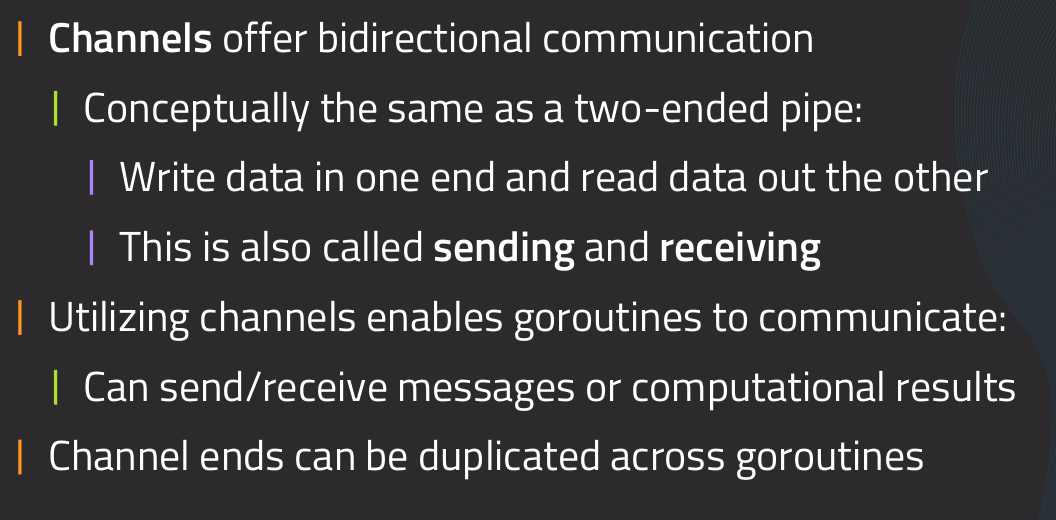 Channels offer bidirectional communication
Conceptually the same as a two-ended pipe:
Write data in one end and read data out the other
This is also called sending and receiving
Utilizing channels enables goroutines to communicate:
Can send/receive messages or computational results
Channel ends can be duplicated across goroutines